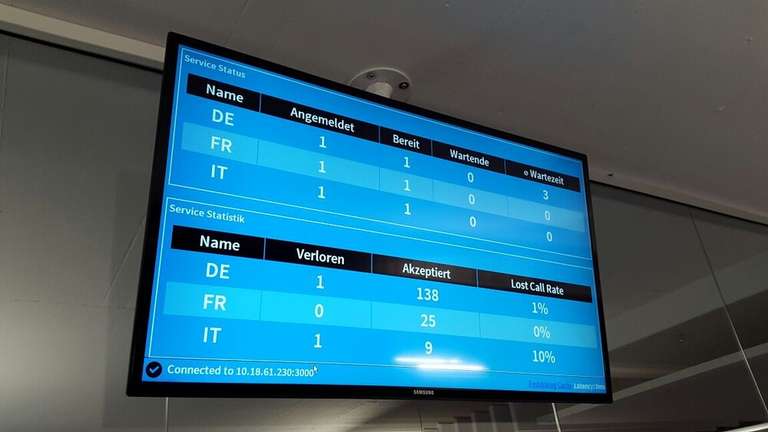 Service Status
Name Angemeldet Bereit Wartende ø Wartezeit
DE 1 1 0 3
FR 1 1 0 0
IT 1 1 0 0
Service Statistik
Name Verloren Akzeptiert Lost Call Rate
DE 1 138 1%
FR 0 25 0%
IT 1 9 10%
Connected to 10.18.61.230:3000
Latency:
SAMSUNG